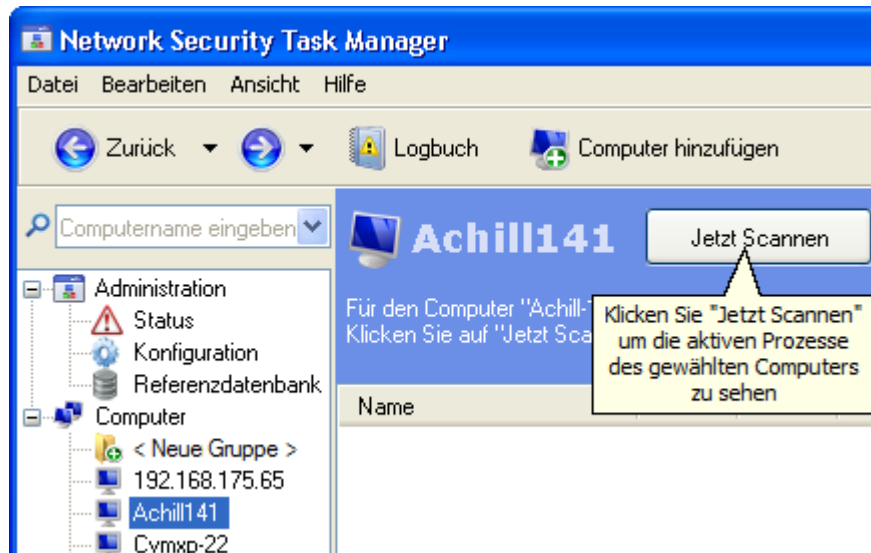 Network Security Task Manager
Datei Bearbeiten Ansicht Hilfe
Zurück Logbuch Computer hinzufügen
Computername eingeben
Achill141 Jetzt Scannen
Administration
Status
Konfiguration
Referenzdatenbank
Computer
< Neue Gruppe >
192.168.175.65
Achill141
Cvmxp-22
Für den Computer "Achill-
Klicken Sie auf "Jetzt Sca
Klicken Sie "Jetzt Scannen"
um die aktiven Prozesse
des gewählten Computers
zu sehen
Name